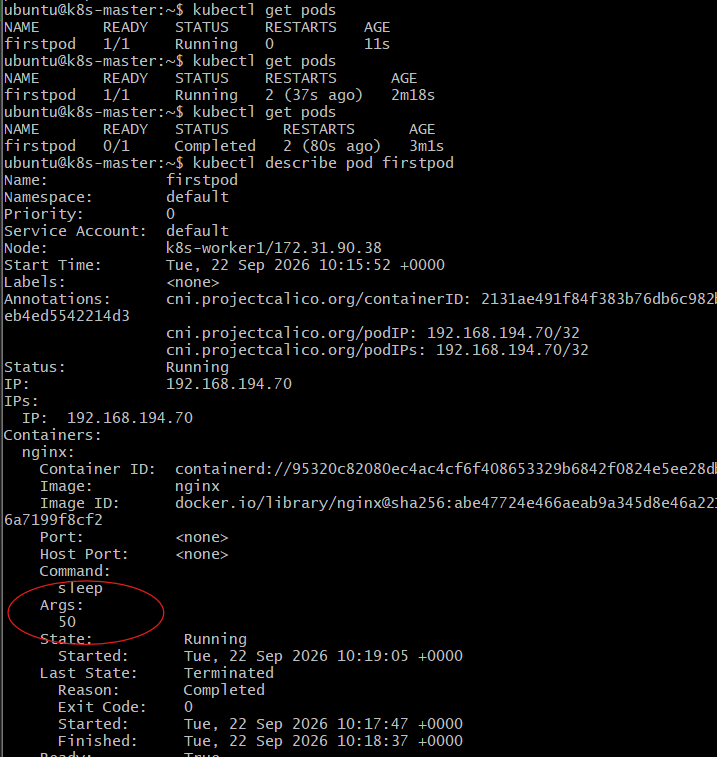 ubuntu@k8s-master:~$ kubectl get pods
NAME READY STATUS RESTARTS AGE
firstpod 1/1 Running 0 11s
ubuntu@k8s-master:~$ kubectl get pods
NAME READY STATUS RESTARTS AGE
firstpod 1/1 Running 2 (37s ago) 2m18s
ubuntu@k8s-master:~$ kubectl get pods
NAME READY STATUS RESTARTS AGE
firstpod 0/1 Completed 2 (80s ago) 3m1s
ubuntu@k8s-master:~$ kubectl describe pod firstpod
Name: firstpod
Namespace: default
Priority: 0
Service Account: default
Node: k8s-worker1/172.31.90.38
Start Time: Tue, 22 Sep 2026 10:15:52 +0000
Labels: <none>
Annotations: cni.projectcalico.org/containerID: 2131ae491f84f383b76db6c982b
eb4ed5542214d3
cni.projectcalico.org/podIP: 192.168.194.70/32
cni.projectcalico.org/podIPs: 192.168.194.70/32
Status: Running
IP: 192.168.194.70
IPs:
IP: 192.168.194.70
Containers:
nginx:
Container ID: containerd://95320c82080ec4ac4cf6f408653329b6842f0824e5ee28db
Image: nginx
Image ID: docker.io/library/nginx@sha256:abe47724e466aeab9a345d8e46a221
6a7199f8cf2
Port: <none>
Host Port: <none>
Command:
sleep
Args:
50
State: Running
Started: Tue, 22 Sep 2026 10:19:05 +0000
Last State: Terminated
Reason: Completed
Exit Code: 0
Started: Tue, 22 Sep 2026 10:17:47 +0000
Finished: Tue, 22 Sep 2026 10:18:37 +0000
Ready: True